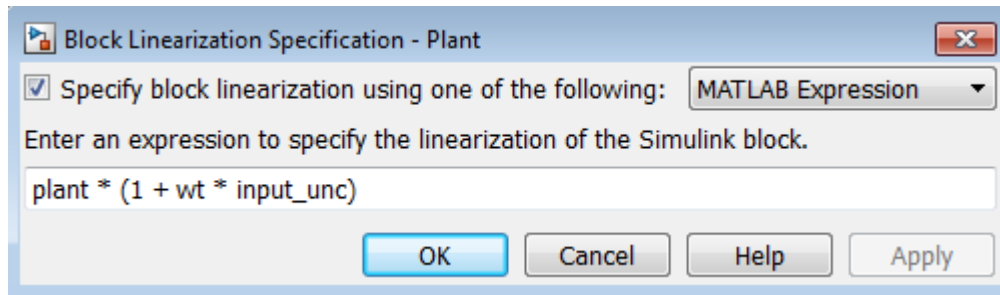 Block Linearization Specification - Plant
Specify block linearization using one of the following: MATLAB Expression
Enter an expression to specify the linearization of the Simulink block.
plant * (1 + wt * input_unc)
OK Cancel Help Apply